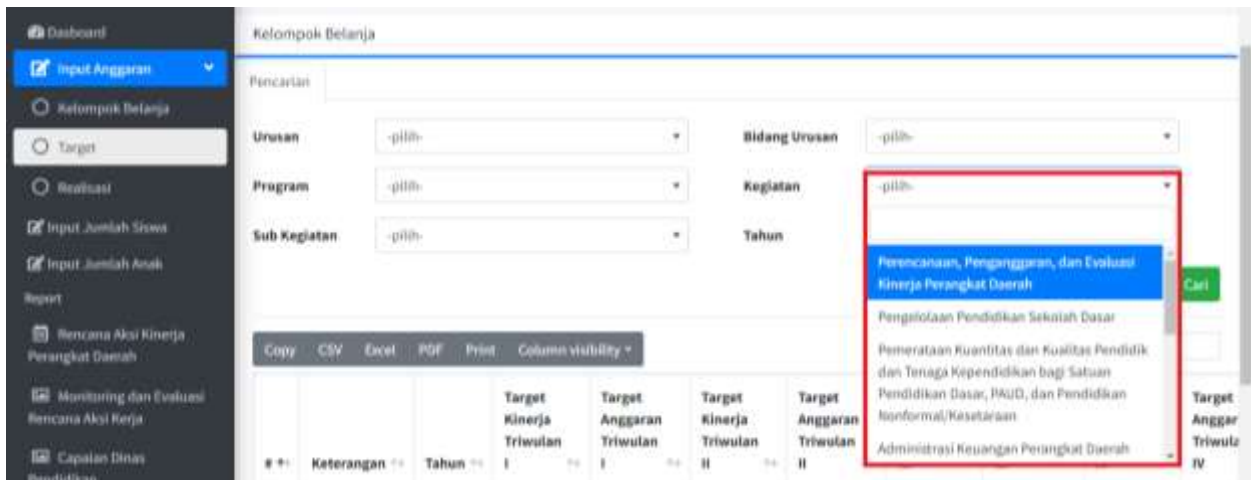 Dasboard
Input Anggaran
Kelompok Belanja
Target
Realisasi
Input Jumlah Siswa
Input Jumlah Anak
Report
Rencana Aksi Kinerja
Perangkat Daerah
Monitoring dan Evaluasi
Rencana Aksi Kerja
Capaian Dinas
Pendidikan
Kelompok Belanja
Pencarian
Urusan -pilih- Bidang Urusan -pilih-
Program -pilih- Kegiatan -pilih-
Sub Kegiatan -pilih- Tahun
Perencanaan, Penganggaran, dan Evaluasi
Kinerja Perangkat Daerah
Cari
Pengelolaan Pendidikan Sekolah Dasar
Pemerataan Kuantitas dan Kualitas Pendidik
dan Tenaga Kependidikan bagi Satuan
Pendidikan Dasar, PAUD, dan Pendidikan
Nonformal/Kesetaraan
Administrasi Keuangan Perangkat Daerah
Copy CSV Excel PDF Print Column visibility
#
Keterangan
Tahun
Target
Kinerja
Triwulan
I
Target
Anggaran
Triwulan
I
Target
Kinerja
Triwulan
II
Target
Anggaran
Triwulan
II
Target
Anggar
Triwula
IV